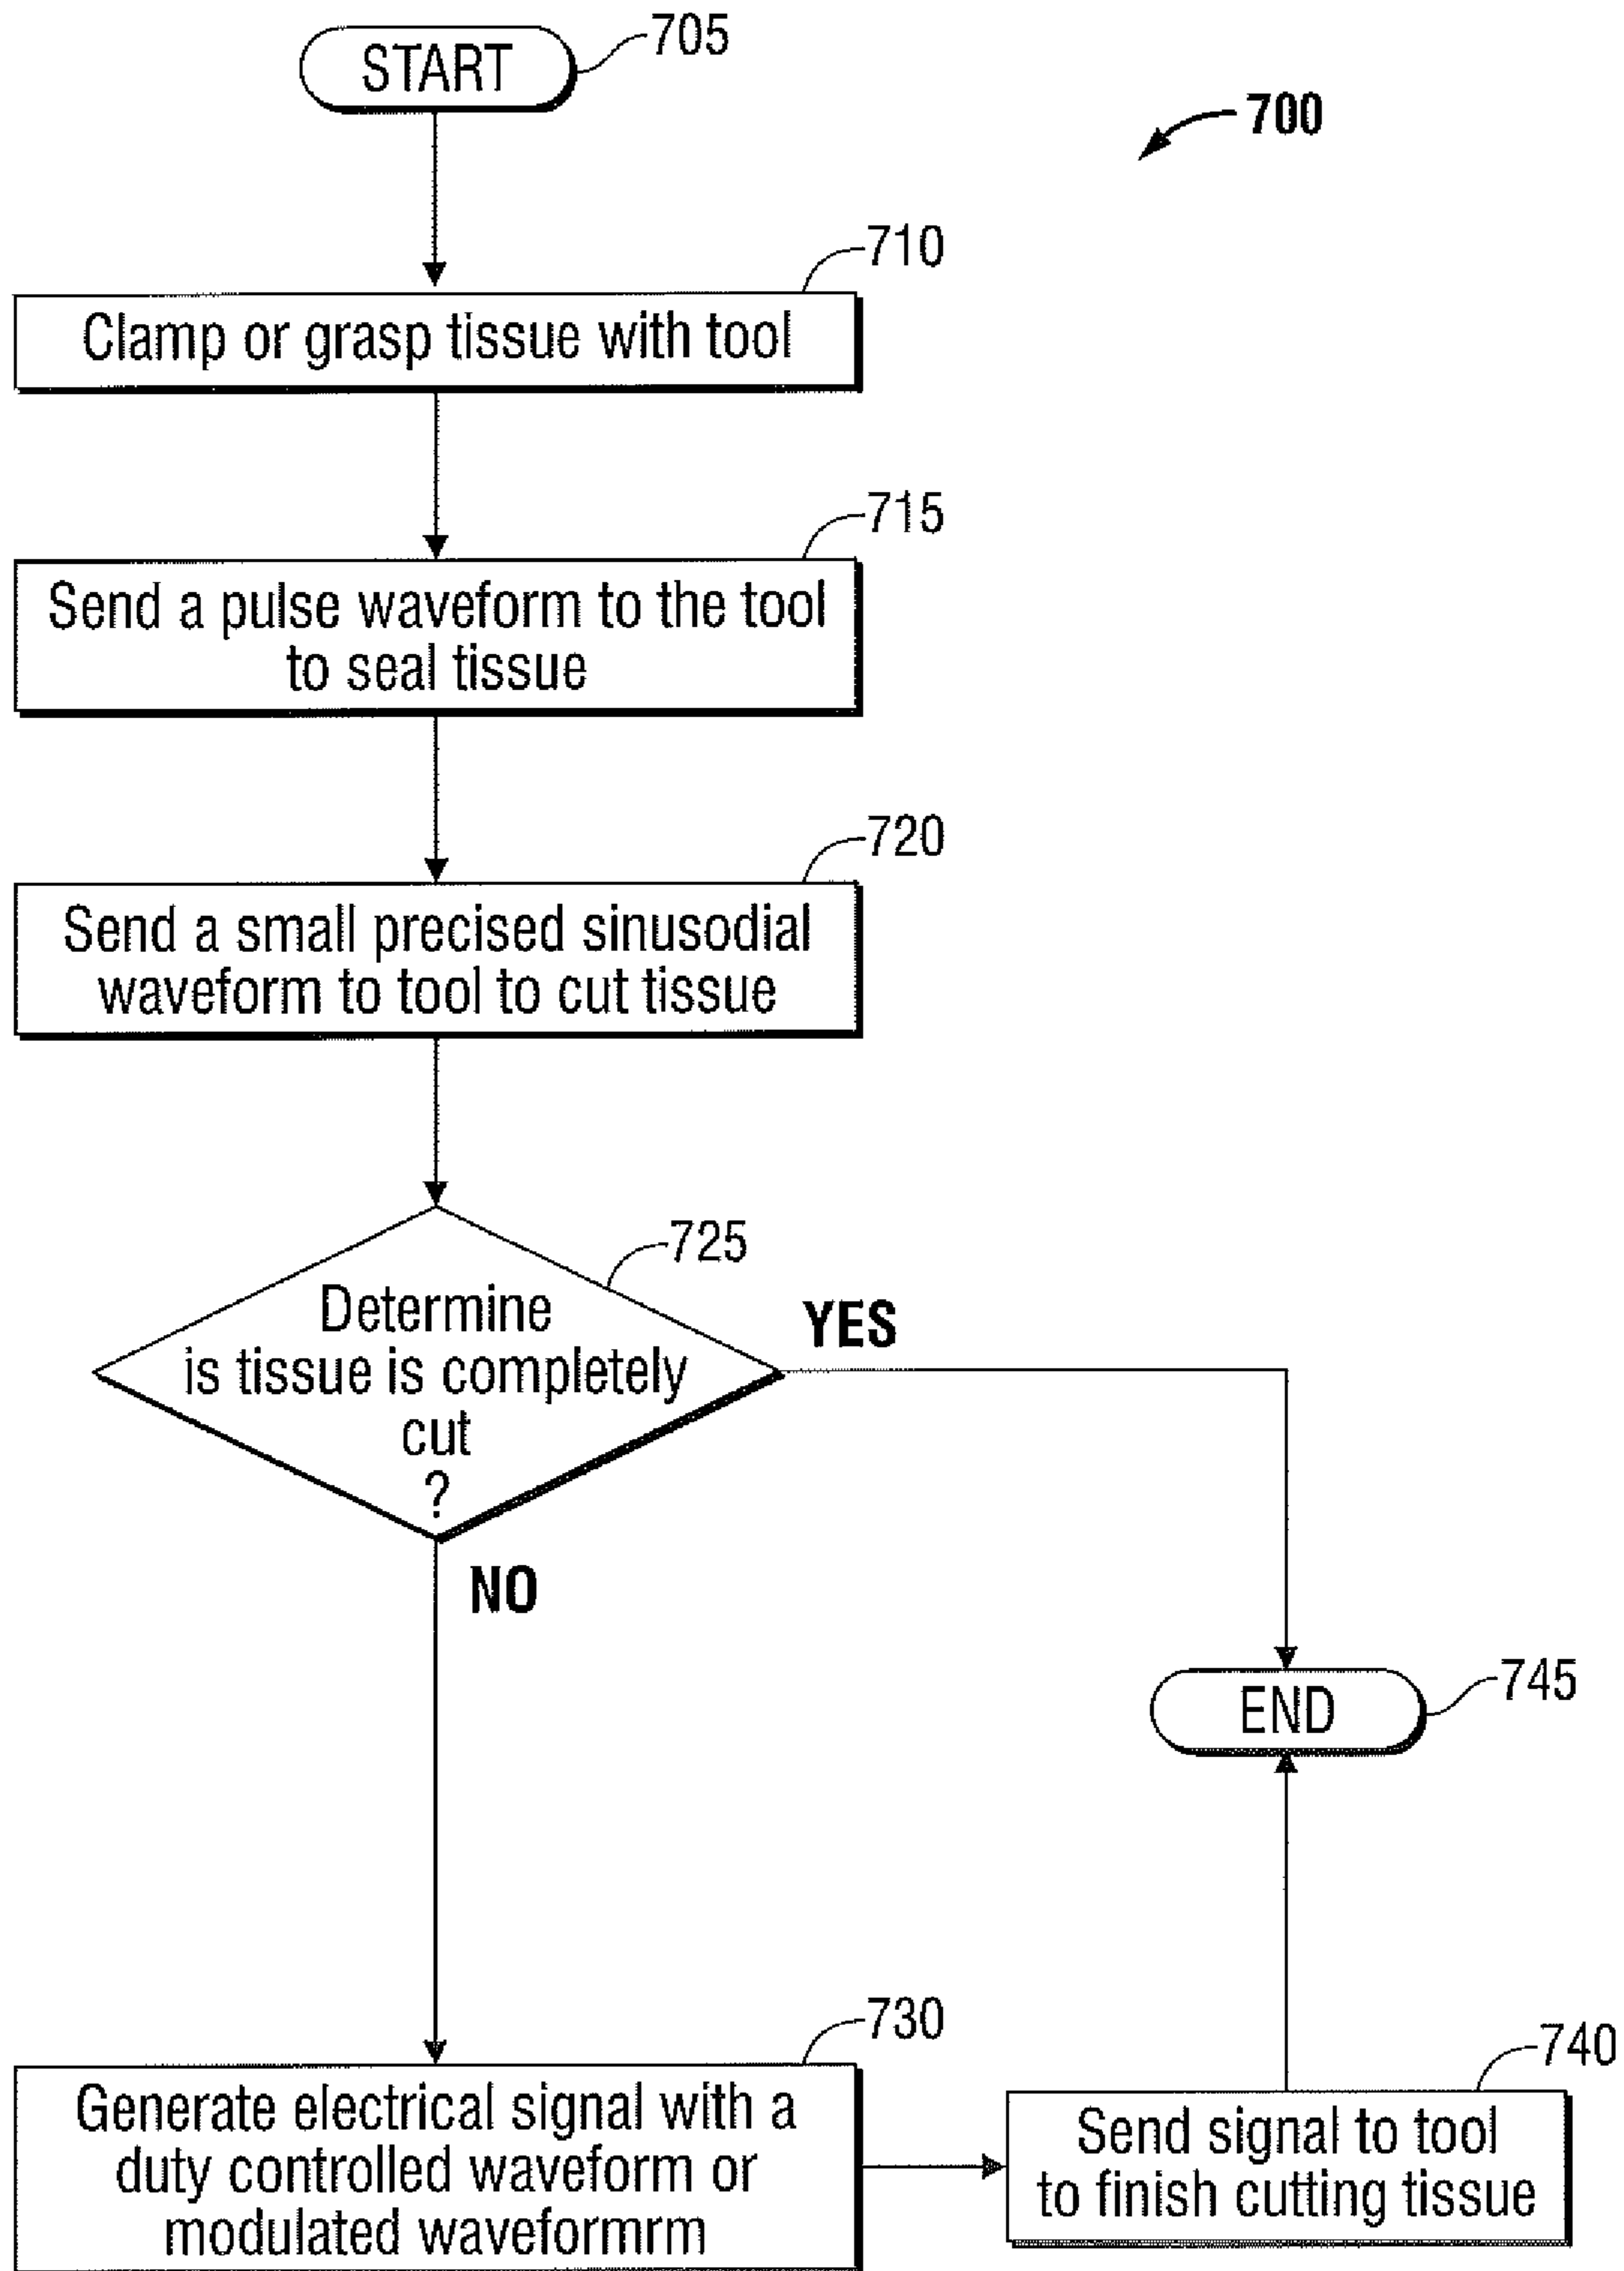 START
705
700
710
Clamp or grasp tissue with tool
715
Send a pulse waveform to the tool
to seal tissue
720
Send a small precised sinusodial
waveform to tool to cut tissue
725
Determine
is tissue is completely
cut
?
YES
NO
END
745
730
Generate electrical signal with a
duty controlled waveform or
modulated waveformrm
740
Send signal to tool
to finish cutting tissue